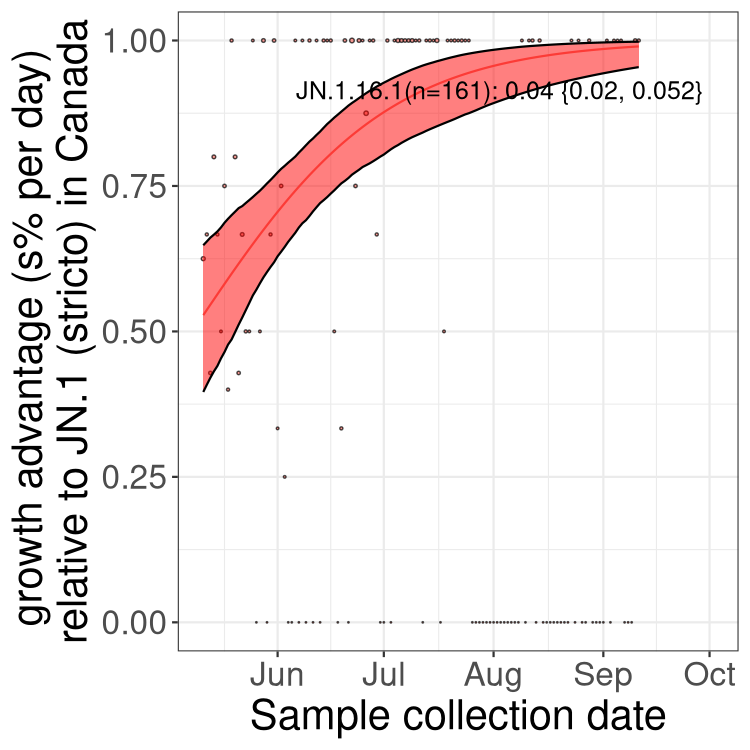 growth advantage (s% per day)
relative to JN.1 (stricto) in Canada
1.00
0.75
0.50
0.25
0.00
JN.1.16.1(n=161): 0.04 {0.02, 0.052}
Jun Jul Aug Sep Oct
Sample collection date